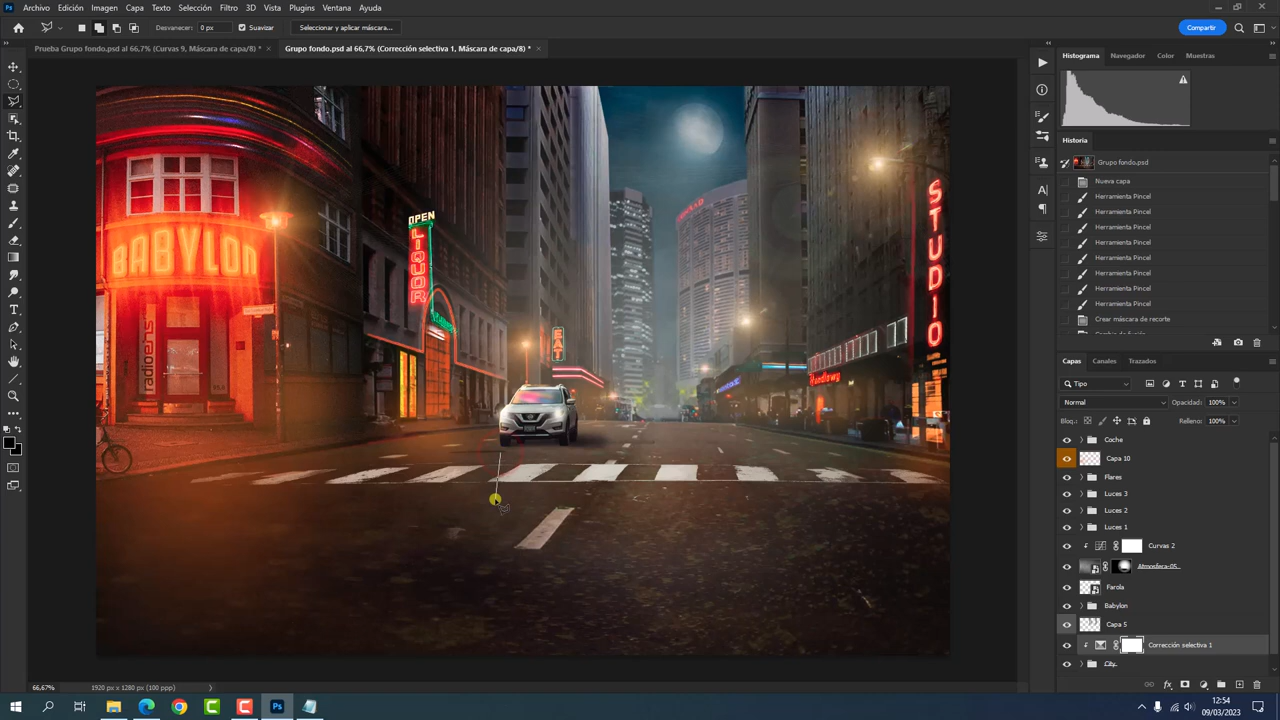 Ps Archivo Edición Imagen Capa Texto Selección Filtro 3D Vista Plugins Ventana Ayuda
Desvanecer: 0 px Suavizar Seleccionar y aplicar máscara... Compartir
Prueba Grupo fondo.psd al 66,7% (Curvas 9, Máscara de capa/8) * × Grupo fondo.psd al 66,7% (Corrección selectiva 1, Máscara de capa/8) * ×
Histograma Navegador Color Muestras
Historia
Grupo fondo.psd
Nueva capa
Herramienta Pincel
Herramienta Pincel
Herramienta Pincel
Herramienta Pincel
Herramienta Pincel
Herramienta Pincel
Herramienta Pincel
Herramienta Pincel
Crear máscara de recorte
Capas Canales Trazados
Tipo
Normal Opacidad: 100%
Bloq.: Relleno: 100%
Coche
Capa 10
Flares
Luces 3
Luces 2
Luces 1
Curvas 2
Atmosfera-05
Farola
Babylon
Capa 5
Corrección selectiva 1
City
OPEN
LIQUOR
BABYLON
EAT
STUDIO
radioeins
66,67% 1920 px x 1280 px (100 ppp)
12:54
09/03/2023